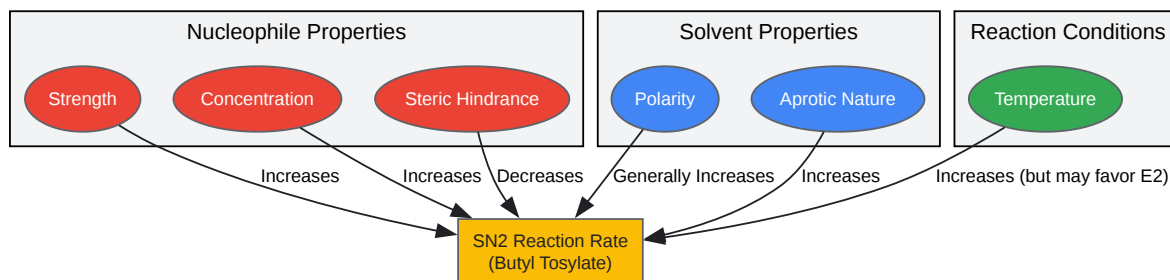 Nucleophile Properties
Solvent Properties
Reaction Conditions
Strength
Concentration
Steric Hindrance
Polarity
Aprotic Nature
Temperature
Increases
Increases
Decreases
Generally Increases
Increases
Increases (but may favor E2)
SN2 Reaction Rate
(Butyl Tosylate)